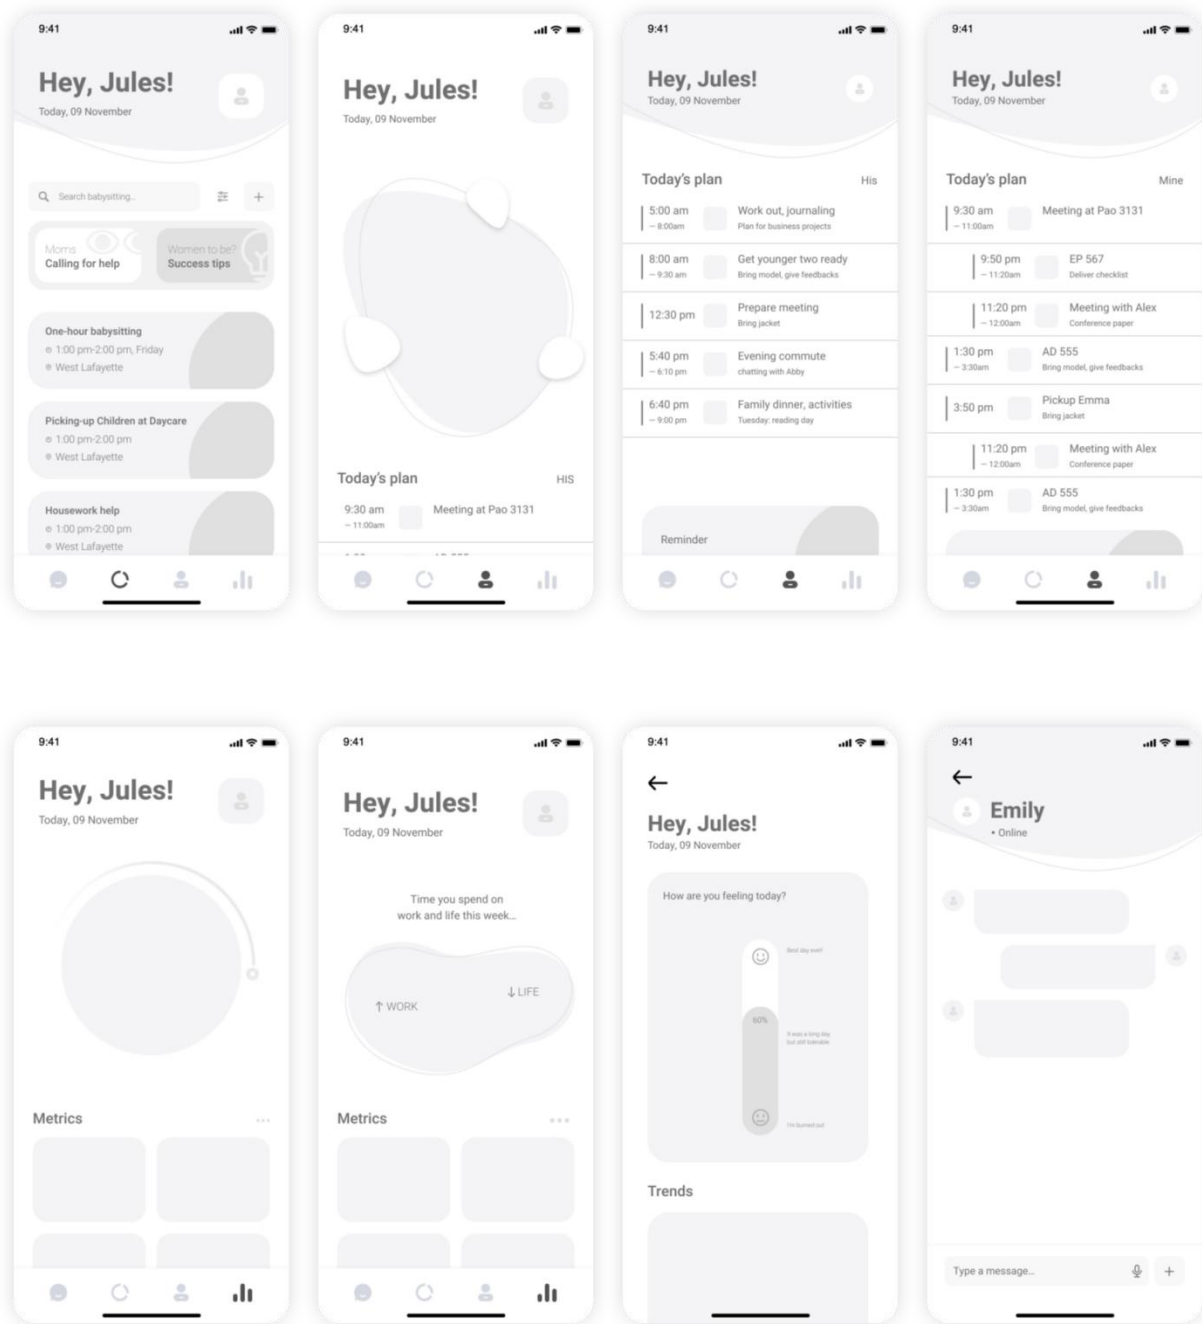 9:41
Hey, Jules!
Today, 09 November
Search babysitting...
Moms
Calling for help
Women to be?
Success tips
One-hour babysitting
1:00 pm-2:00 pm, Friday
West Lafayette
Picking-up Children at Daycare
1:00 pm-2:00 pm
West Lafayette
Housework help
1:00 pm-2:00 pm
West Lafayette
9:41
Hey, Jules!
Today, 09 November
Today's plan
HIS
9:30 am
– 11:00am
Meeting at Pao 3131
9:41
Hey, Jules!
Today, 09 November
Today's plan
His
5:00 am
– 8:00am
Work out, journaling
Plan for business projects
8:00 am
– 9:30 am
Get younger two ready
Bring model, give feedbacks
12:30 pm
Prepare meeting
Bring jacket
5:40 pm
– 6:10 pm
Evening commute
chatting with Abby
6:40 pm
– 9:00 pm
Family dinner, activities
Tuesday: reading day
Reminder
9:41
Hey, Jules!
Today, 09 November
Today's plan
Mine
9:30 am
– 11:00am
Meeting at Pao 3131
9:50 pm
– 11:20am
EP 567
Deliver checklist
11:20 pm
– 12:00am
Meeting with Alex
Conference paper
1:30 pm
– 3:30am
AD 555
Bring model, give feedbacks
3:50 pm
Pickup Emma
Bring jacket
11:20 pm
– 12:00am
Meeting with Alex
Conference paper
1:30 pm
– 3:30am
AD 555
Bring model, give feedbacks
9:41
Hey, Jules!
Today, 09 November
Metrics
9:41
Hey, Jules!
Today, 09 November
Time you spend on
work and life this week...
↑ WORK
↓ LIFE
Metrics
9:41
Hey, Jules!
Today, 09 November
How are you feeling today?
Best day ever!
60%
It was a long day
but still tolerable
I'm burned out
Trends
9:41
Emily
• Online
Type a message...